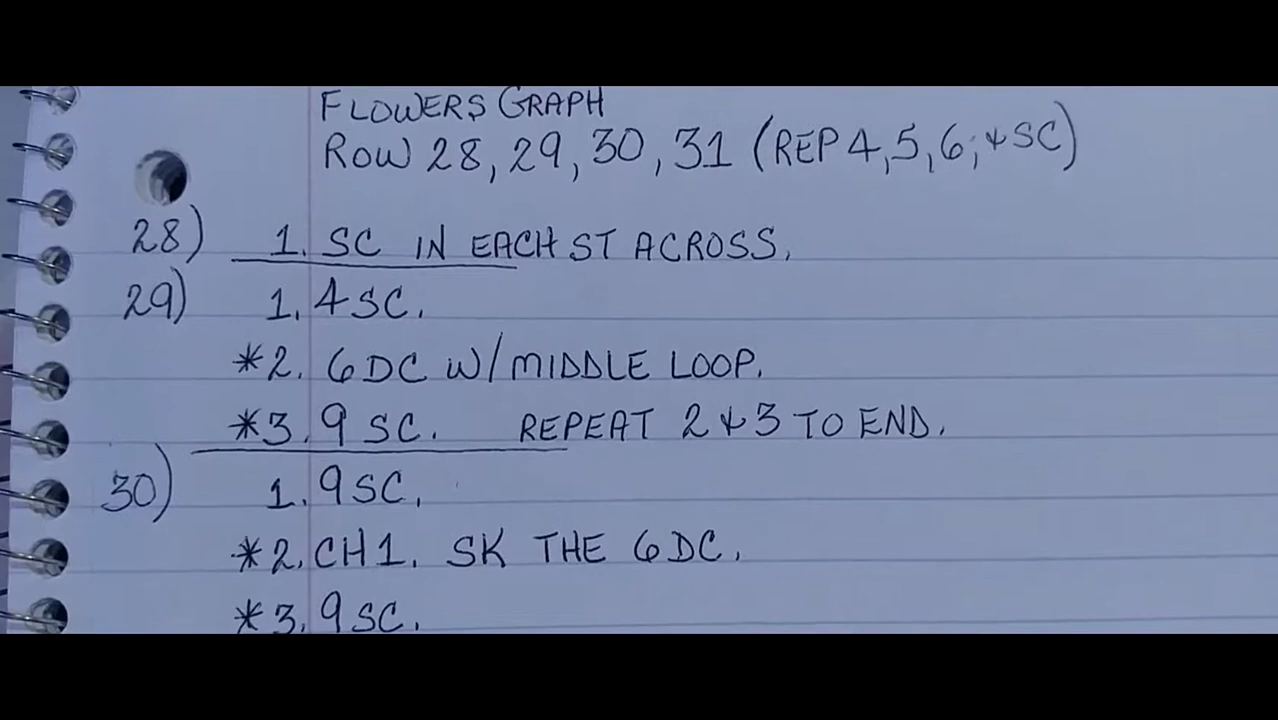 FLOWERS GRAPH
ROW 28, 29, 30, 31 (REP 4, 5, 6, & SC)
28) 1. SC IN EACH ST ACROSS.
29) 1. 4 SC.
*2. 6 DC W/MIDDLE LOOP.
*3. 9 SC. REPEAT 2 & 3 TO END.
30) 1. 9 SC.
*2. CH 1. SK THE 6 DC.
*3. 9 SC.